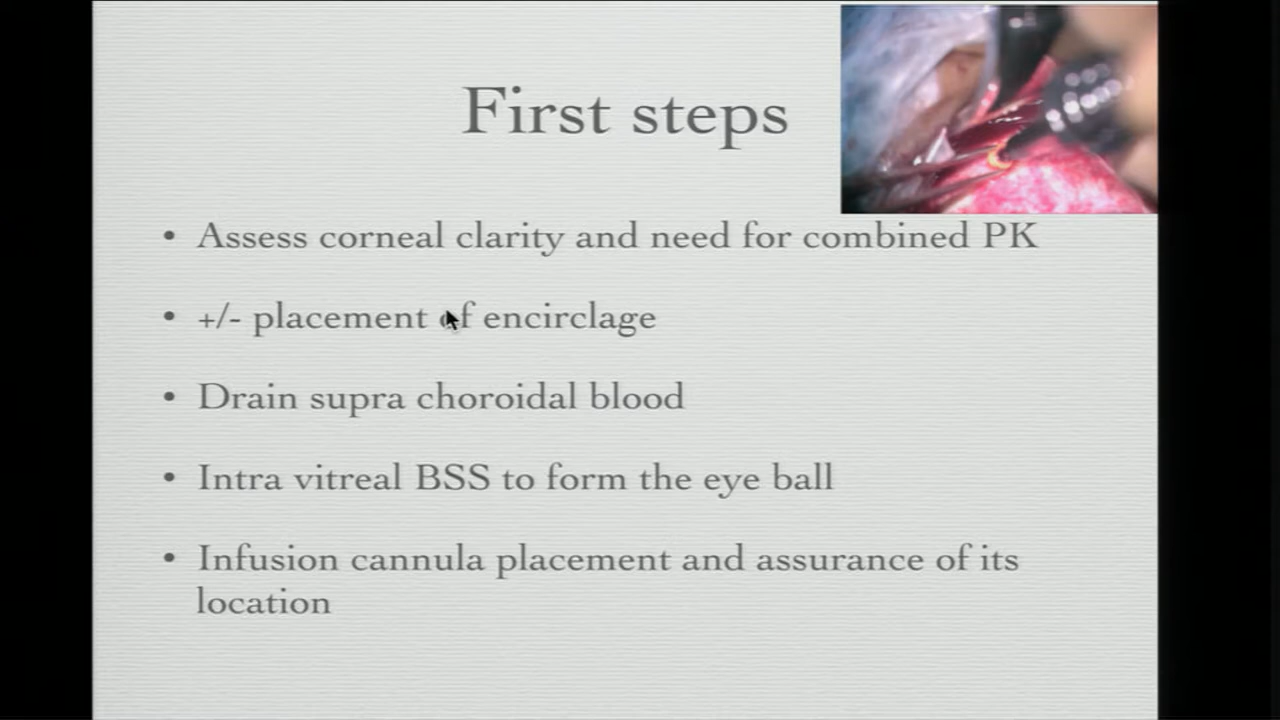 First steps
• Assess corneal clarity and need for combined PK
• +/- placement of encirclage
• Drain supra choroidal blood
• Intra vitreal BSS to form the eye ball
• Infusion cannula placement and assurance of its
location